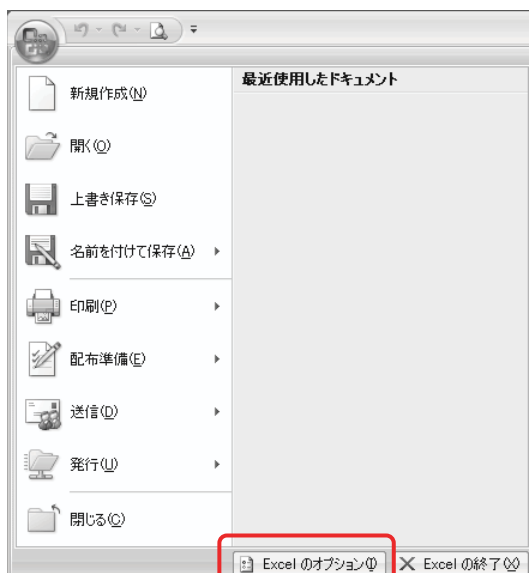 最近使用したドキュメント
新規作成(N)
開く(O)
上書き保存(S)
名前を付けて保存(A)
印刷(P)
配布準備(E)
送信(D)
発行(U)
閉じる(C)
Excel のオプション(I) Excel の終了(X)